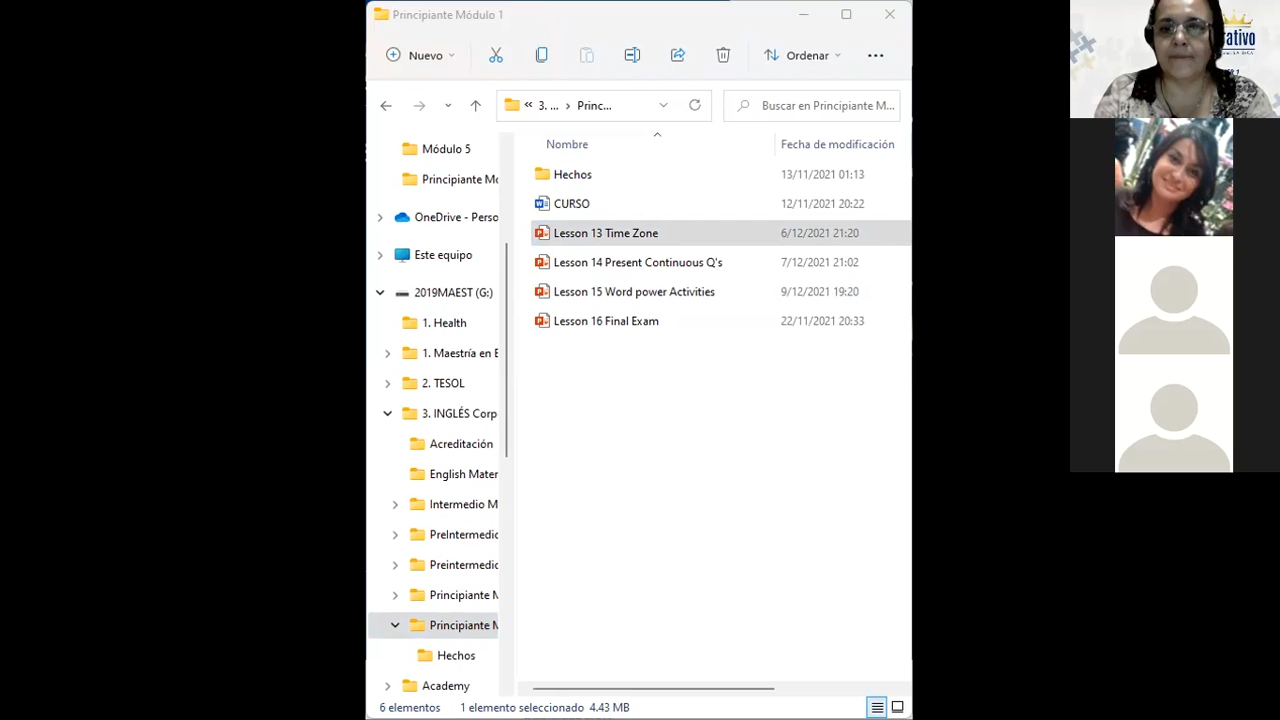 Principiante Módulo 1
Nuevo
Ordenar
« 3. ... > Princ...
Buscar en Principiante M...
Nombre
Fecha de modificación
Módulo 5
Principiante Mo
OneDrive - Perso
Este equipo
2019MAEST (G:)
1. Health
1. Maestría en E
2. TESOL
3. INGLÉS Corp
Acreditación
English Mater
Intermedio M
PreIntermedio
Preintermedio
Principiante M
Principiante M
Hechos
Academy
Hechos 13/11/2021 01:13
CURSO 12/11/2021 20:22
Lesson 13 Time Zone 6/12/2021 21:20
Lesson 14 Present Continuous Q's 7/12/2021 21:02
Lesson 15 Word power Activities 9/12/2021 19:20
Lesson 16 Final Exam 22/11/2021 20:33
6 elementos 1 elemento seleccionado 4.43 MB
rativo